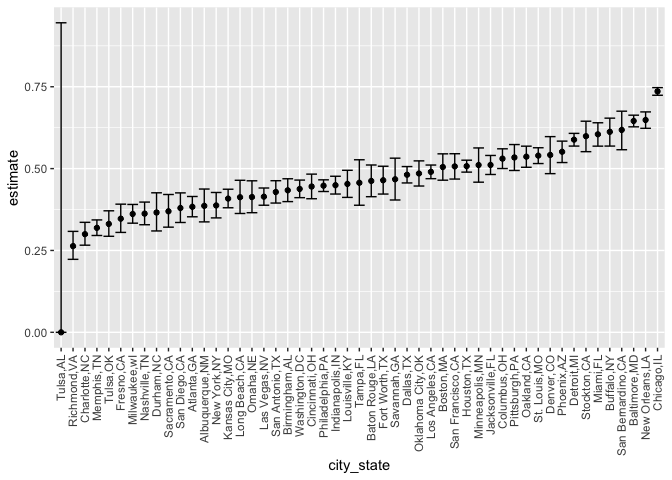 0.75
0.50
0.25
0.00
estimate
Tulsa,AL
Richmond,VA
Charlotte,NC
Memphis,TN
Tulsa,OK
Fresno,CA
Milwaukee,wI
Nashville,TN
Durham,NC
Sacramento,CA
San Diego,CA
Atlanta,GA
Albuquerque,NM
New York,NY
Kansas City,MO
Long Beach,CA
Omaha,NE
Las Vegas,NV
San Antonio,TX
Birmingham,AL
Washington,DC
Cincinnati,OH
Philadelphia,PA
Indianapolis,IN
Louisville,KY
Tampa,FL
Baton Rouge,LA
Fort Worth,TX
Savannah,GA
Dallas,TX
Oklahoma City,OK
Los Angeles,CA
Boston,MA
San Francisco,CA
Houston,TX
Minneapolis,MN
Jacksonville,FL
Columbus,OH
Pittsburgh,PA
Oakland,CA
St. Louis,MO
Denver,CO
Phoenix,AZ
Detroit,MI
Stockton,CA
Miami,FL
Buffalo,NY
San Bernardino,CA
Baltimore,MD
New Orleans,LA
Chicago,IL
city_state